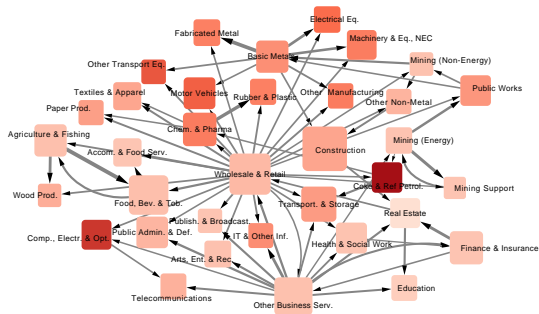 Electrical Eq.
Fabricated Metal
Machinery & Eq., NEC
Basic Metal
Mining (Non-Energy)
Other Transport Eq.
Textiles & Apparel
Motor Vehicles
Rubber & Plastic
Other Manufacturing
Public Works
Paper Prod.
Other Non-Metal
Chem. & Pharma
Agriculture & Fishing
Mining (Energy)
Accom. & Food Serv.
Construction
Wholesale & Retail
Coke & Ref Petrol.
Mining Support
Wood Prod.
Food, Bev. & Tob.
Transport. & Storage
Real Estate
Publish. & Broadcast.
Comp., Electr. & Opt.
Public Admin. & Def.
IT & Other Inf.
Health & Social Work
Finance & Insurance
Arts, Ent. & Rec.
Telecommunications
Education
Other Business Serv.